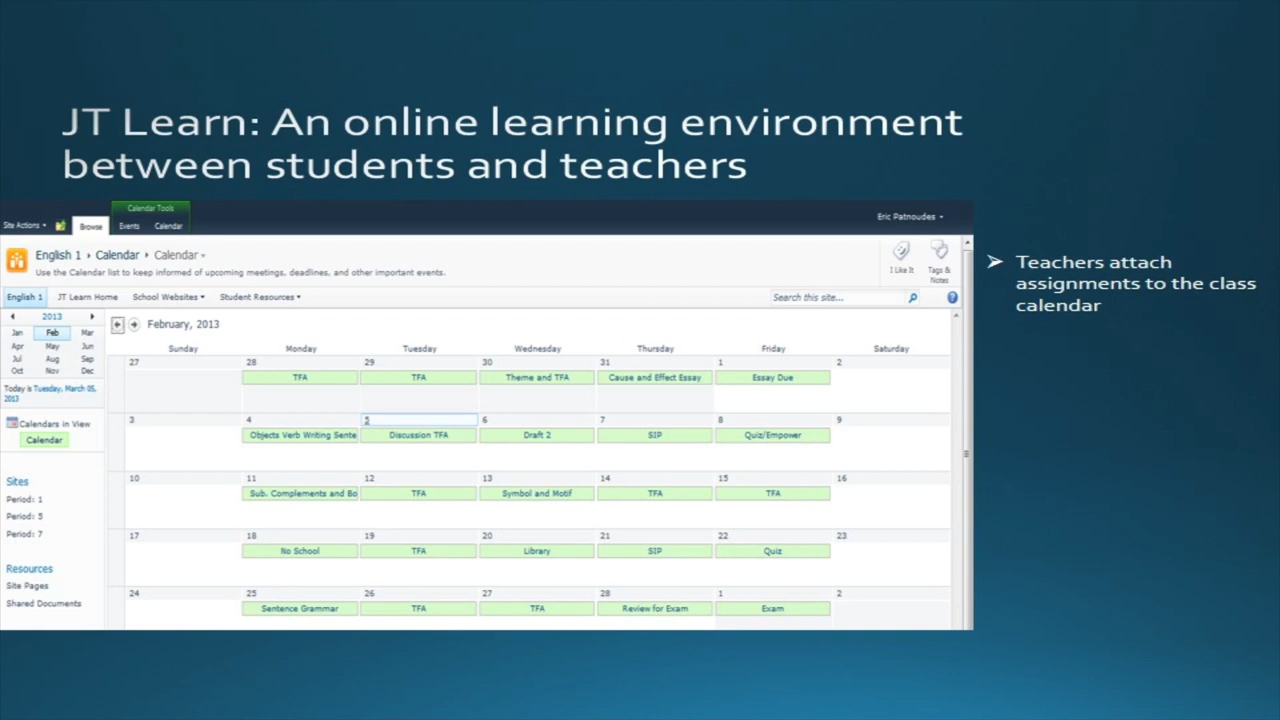 JT Learn: An online learning environment
between students and teachers
Calendar Tools
Site Actions
Browse
Events
Calendar
Eric Patnoudes
English 1 Calendar Calendar
Use the Calendar list to keep informed of upcoming meetings, deadlines, and other important events.
I Like It
Tags &
Notes
English 1
JT Learn Home
School Websites
Student Resources
Search this site...
2013
Jan Feb Mar
Apr May Jun
Jul Aug Sep
Oct Nov Dec
Today is Tuesday, March 05,
2013
Calendars in View
Calendar
Sites
Period: 1
Period: 5
Period: 7
Resources
Site Pages
Shared Documents
February, 2013
Sunday Monday Tuesday Wednesday Thursday Friday Saturday
27 28 29 30 31 1 2
TFA TFA Theme and TFA Cause and Effect Essay Essay Due
3 4 5 6 7 8 9
Objects Verb Writing Sente Discussion TFA Draft 2 SIP Quiz/Empower
10 11 12 13 14 15 16
Sub. Complements and Bo TFA Symbol and Motif TFA TFA
17 18 19 20 21 22 23
No School TFA Library SIP Quiz
24 25 26 27 28 1 2
Sentence Grammar TFA TFA Review for Exam Exam
Teachers attach
assignments to the class
calendar